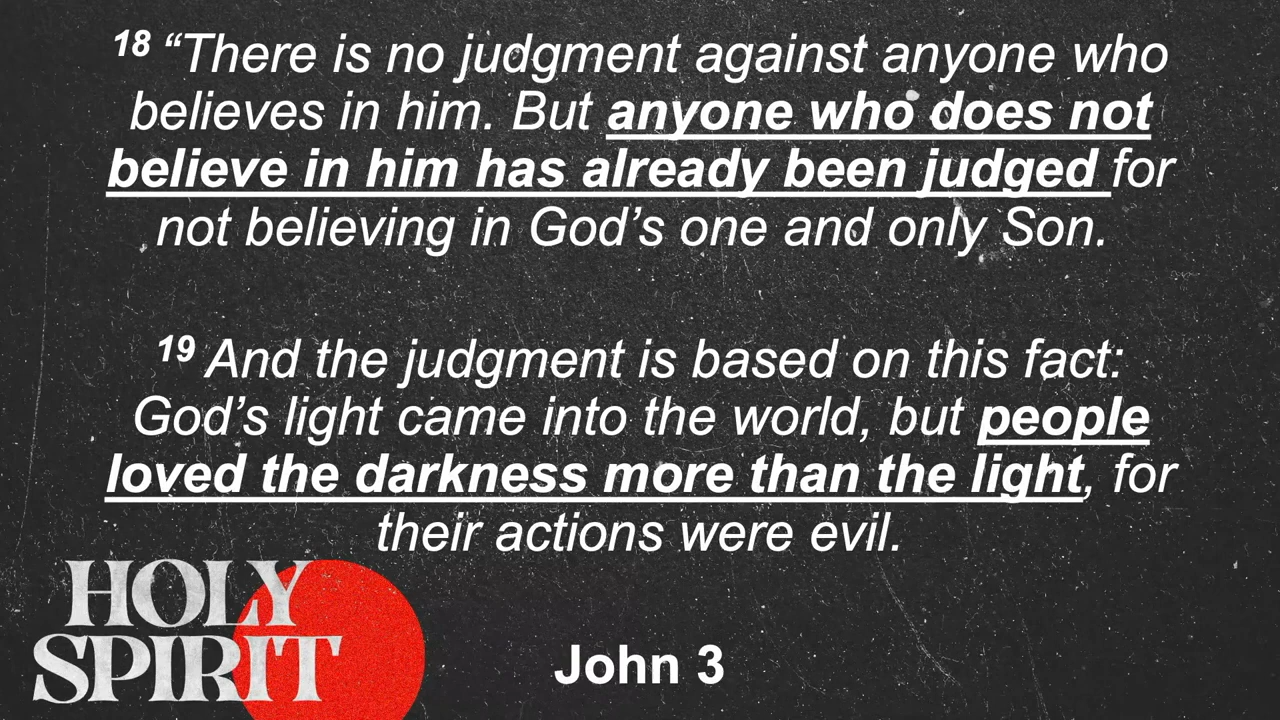 18 “There is no judgment against anyone who
believes in him. But anyone who does not
believe in him has already been judged for
not believing in God’s one and only Son.
19 And the judgment is based on this fact:
God’s light came into the world, but people
loved the darkness more than the light, for
their actions were evil.
HOLY
SPIRIT
John 3